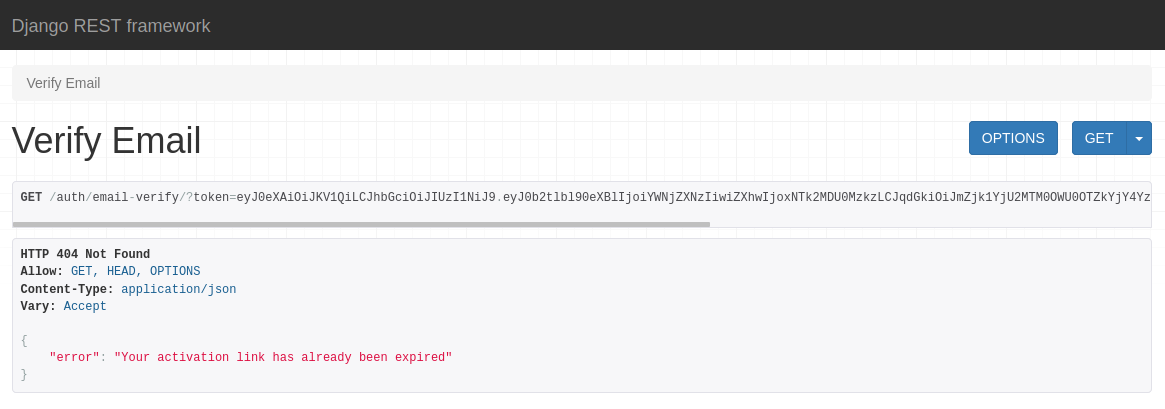 Django REST framework
Verify Email
Verify Email
OPTIONS
GET
GET /auth/email-verify/?token=eyJ0eXAiOiJKV1QiLCJhbGciOiJIUzI1NiJ9.eyJ0b2tlbl90eXBlIjoiYWNjZXNzIiwiZXhwIjoxNTk2MDU0MzkzLCJqdGkiOiJmZjk1YjU2MTM0OWU0OTZkYjY4Yz
HTTP 404 Not Found
Allow: GET, HEAD, OPTIONS
Content-Type: application/json
Vary: Accept
{
"error": "Your activation link has already been expired"
}